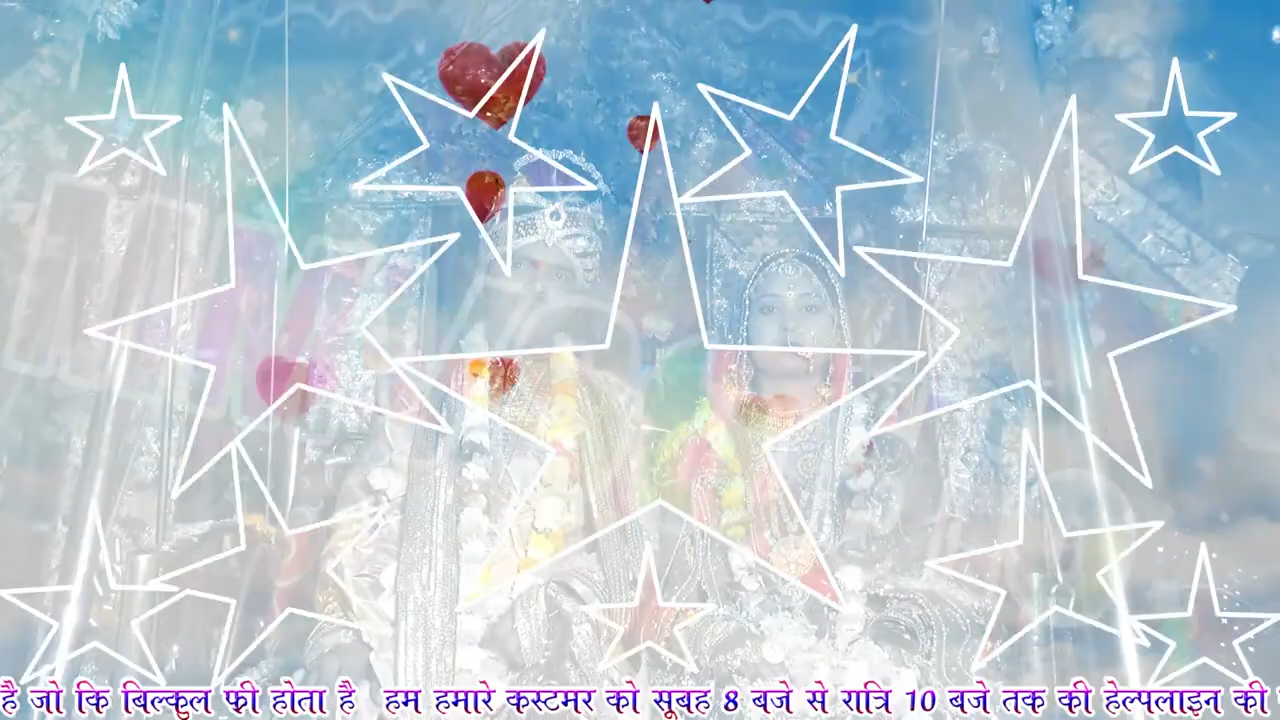 है जो कि बिल्कुल फ्री होता है  हम हमारे कस्टमर को सूबह 8 बजे से रात्रि 10 बजे तक की हेल्पलाइन की